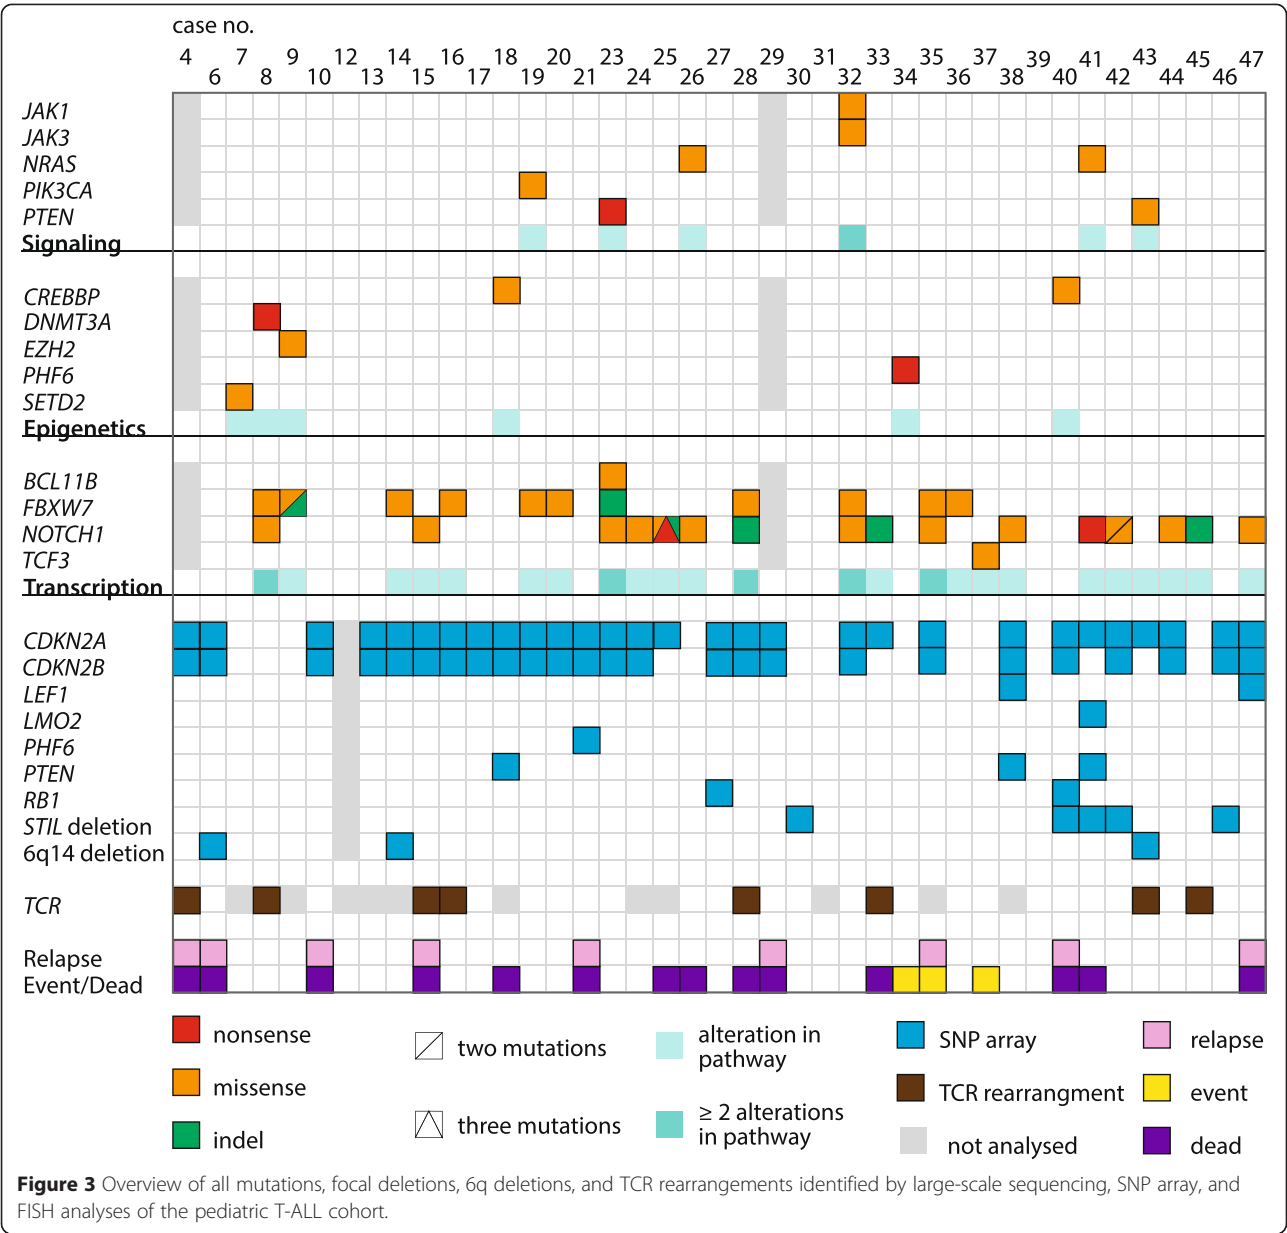 case no.
4 7 9 12 14 16 18 20 23 25 27 29 31 33 35 37 39 41 43 45 47
6 8 10 13 15 17 19 21 24 26 28 30 32 34 36 38 40 42 44 46
JAK1
JAK3
NRAS
PIK3CA
PTEN
Signaling
CREBBP
DNMT3A
EZH2
PHF6
SETD2
Epigenetics
BCL11B
FBXW7
NOTCH1
TCF3
Transcription
CDKN2A
CDKN2B
LEF1
LMO2
PHF6
PTEN
RB1
STIL deletion
6q14 deletion
TCR
Relapse
Event/Dead
nonsense
missense
indel
two mutations
three mutations
alteration in
pathway
≥ 2 alterations
in pathway
SNP array
TCR rearrangment
not analysed
relapse
event
dead
Figure 3 Overview of all mutations, focal deletions, 6q deletions, and TCR rearrangements identified by large-scale sequencing, SNP array, and
FISH analyses of the pediatric T-ALL cohort.